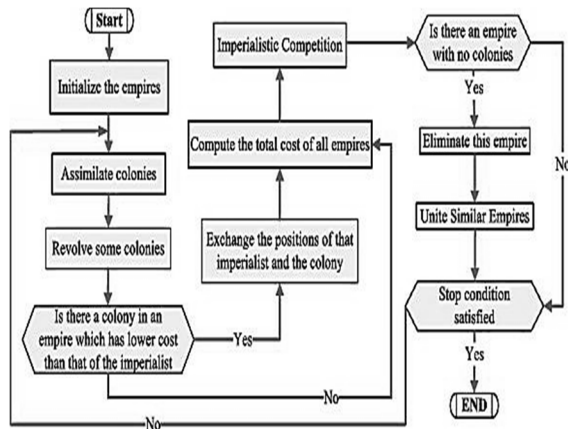 Start
Initialize the empires
Assimilate colonies
Revolve some colonies
Is there a colony in an
empire which has lower cost
than that of the imperialist
Yes
No
Exchange the positions of that
imperialist and the colony
Compute the total cost of all empires
Imperialistic Competition
Is there an empire
with no colonies
Yes
No
Eliminate this empire
Unite Similar Empires
Stop condition
satisfied
Yes
No
END